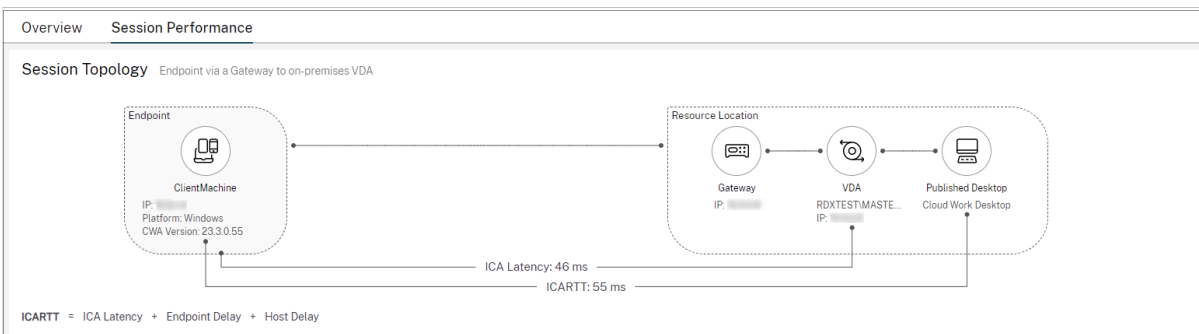 Overview Session Performance
Session Topology Endpoint via a Gateway to on-premises VDA
Endpoint
Resource Location
ClientMachine
IP:
Platform: Windows
CWA Version: 23.3.0.55
Gateway
IP:
VDA
RDXTEST\MASTE...
IP:
Published Desktop
Cloud Work Desktop
ICA Latency: 46 ms
ICARTT: 55 ms
ICARTT = ICA Latency + Endpoint Delay + Host Delay